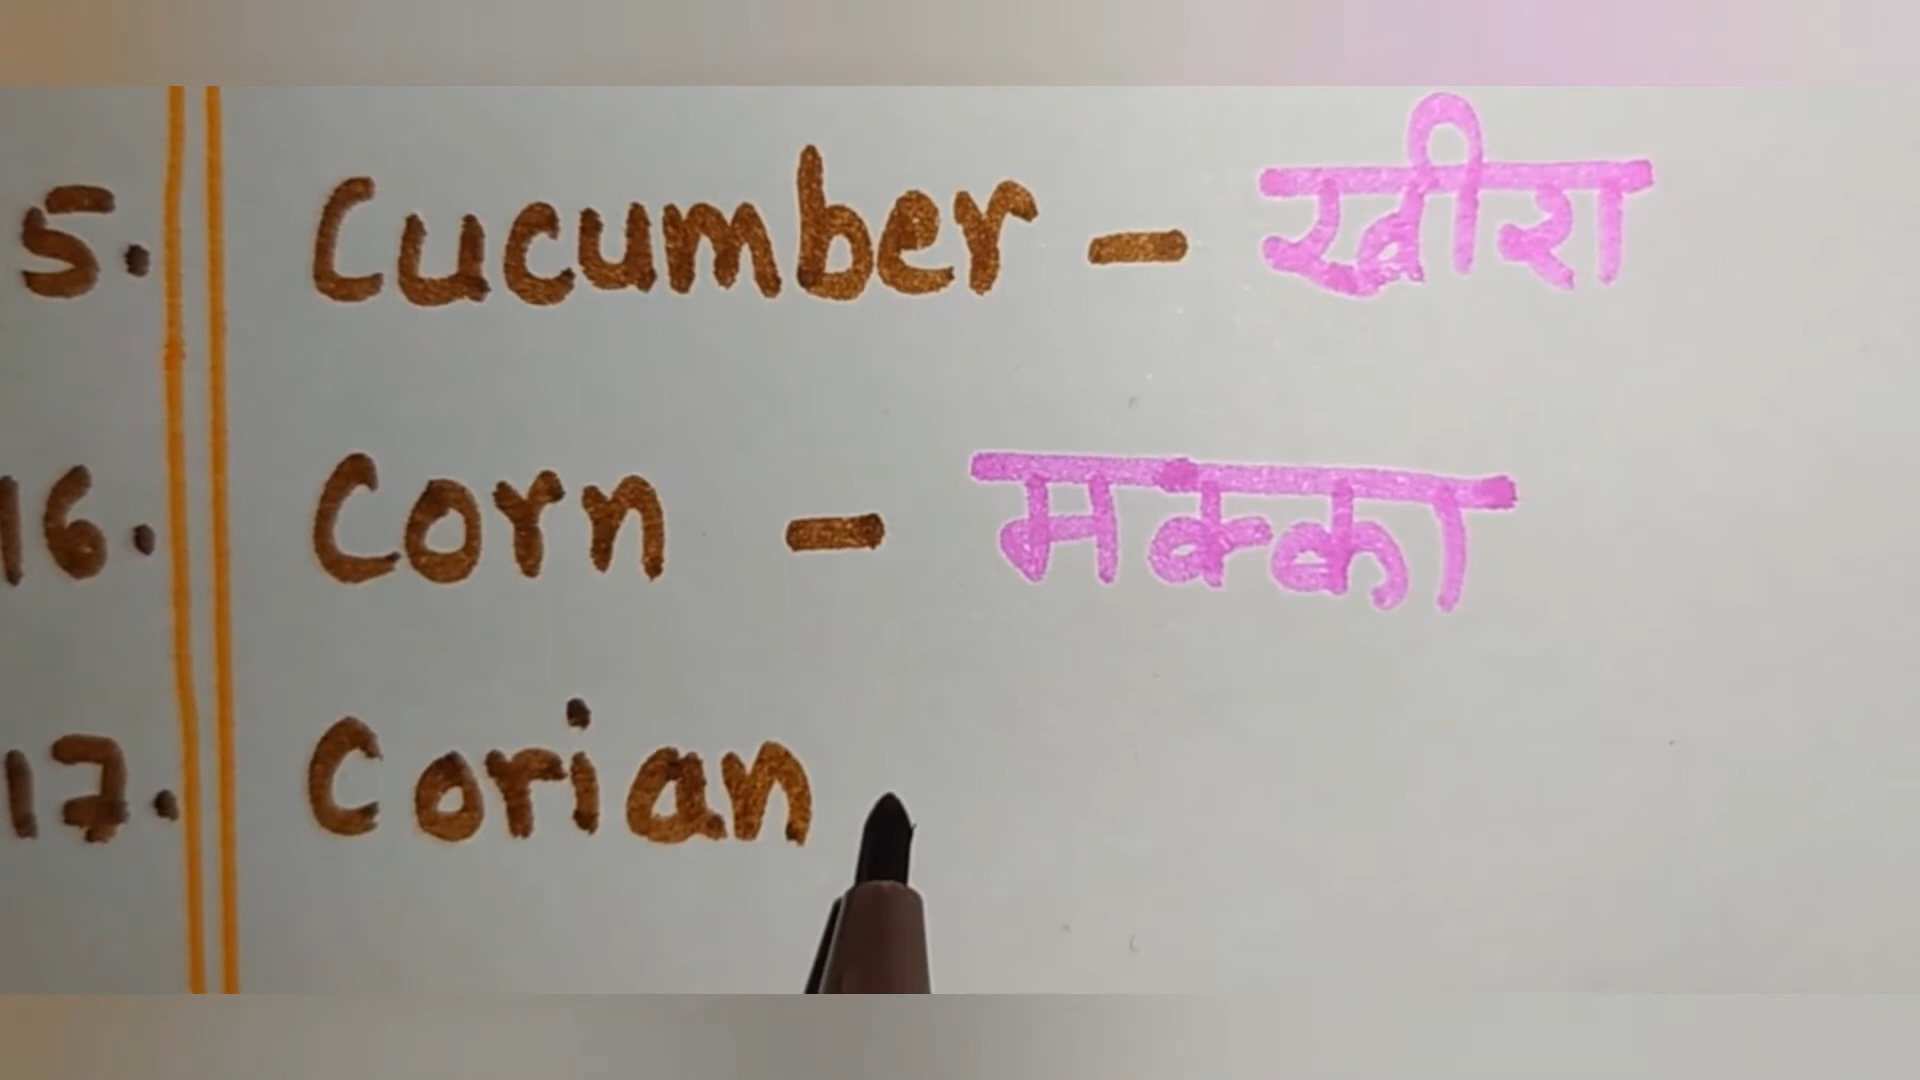 5. Cucumber - खीरा
16. Corn - मक्का
17. Corian